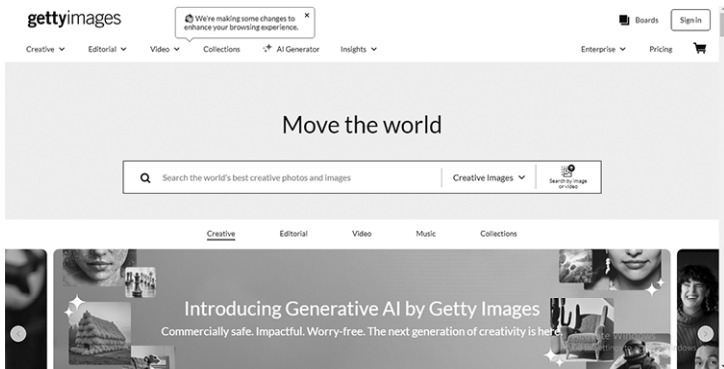 gettyimages
We're making some changes to
enhance your browsing experience.
Boards
Sign in
Creative
Editorial
Video
Collections
AI Generator
Insights
Enterprise
Pricing
Move the world
Search the world's best creative photos and images
Creative Images
Search by image
or video
Creative
Editorial
Video
Music
Collections
Introducing Generative AI by Getty Images
Commercially safe. Impactful. Worry-free. The next generation of creativity is here.
Activate Windows